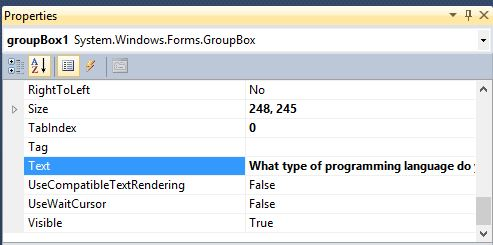 Properties
groupBox1 System.Windows.Forms.GroupBox
RightToLeft No
Size 248, 245
TabIndex 0
Tag
Text What type of programming language do
UseCompatibleTextRendering False
UseWaitCursor False
Visible True